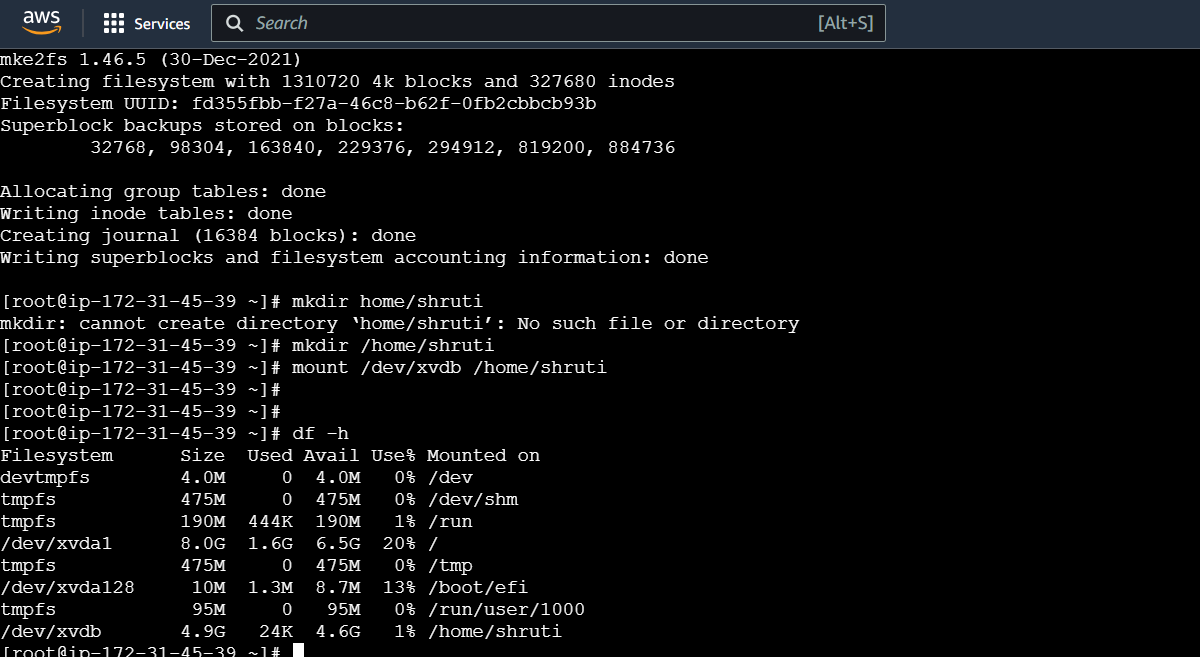 aws Services Search [Alt+S]
mke2fs 1.46.5 (30-Dec-2021)
Creating filesystem with 1310720 4k blocks and 327680 inodes
Filesystem UUID: fd355fbb-f27a-46c8-b62f-0fb2cbbcb93b
Superblock backups stored on blocks:
        32768, 98304, 163840, 229376, 294912, 819200, 884736

Allocating group tables: done
Writing inode tables: done
Creating journal (16384 blocks): done
Writing superblocks and filesystem accounting information: done

[root@ip-172-31-45-39 ~]# mkdir home/shruti
mkdir: cannot create directory ‘home/shruti’: No such file or directory
[root@ip-172-31-45-39 ~]# mkdir /home/shruti
[root@ip-172-31-45-39 ~]# mount /dev/xvdb /home/shruti
[root@ip-172-31-45-39 ~]#
[root@ip-172-31-45-39 ~]#
[root@ip-172-31-45-39 ~]# df -h
Filesystem      Size  Used Avail Use% Mounted on
devtmpfs        4.0M     0  4.0M   0% /dev
tmpfs           475M     0  475M   0% /dev/shm
tmpfs           190M  444K  190M   1% /run
/dev/xvda1      8.0G  1.6G  6.5G  20% /
tmpfs           475M     0  475M   0% /tmp
/dev/xvda128     10M  1.3M  8.7M  13% /boot/efi
tmpfs            95M     0   95M   0% /run/user/1000
/dev/xvdb       4.9G   24K  4.6G   1% /home/shruti
[root@ip-172-31-45-39 ~]#